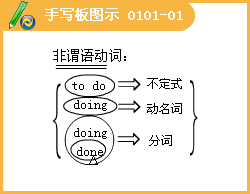 手写板图示 0101-01
非谓语动词:
to do 不定式
doing 动名词
doing
分词
done